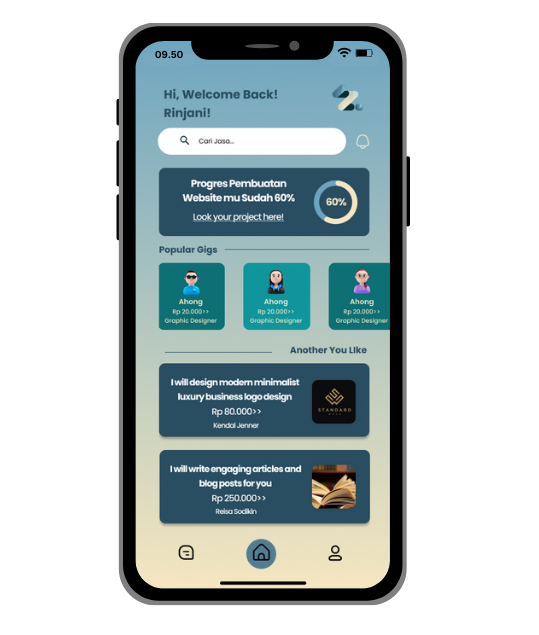 09.50
Hi, Welcome Back!
Rinjani!
Cari Jasa...
Progres Pembuatan
Website mu Sudah 60%
Look your project here!
60%
Popular Gigs
Ahong
Rp 20.000>>
Graphic Designer
Ahong
Rp 20.000>>
Graphic Designer
Ahong
Rp 20.000>>
Graphic Designer
Another You LIke
I will design modern minimalist
luxury business logo design
Rp 80.000>>
Kendal Jenner
STANDARD
I will write engaging articles and
blog posts for you
Rp 250.000>>
Reisa Sodikin